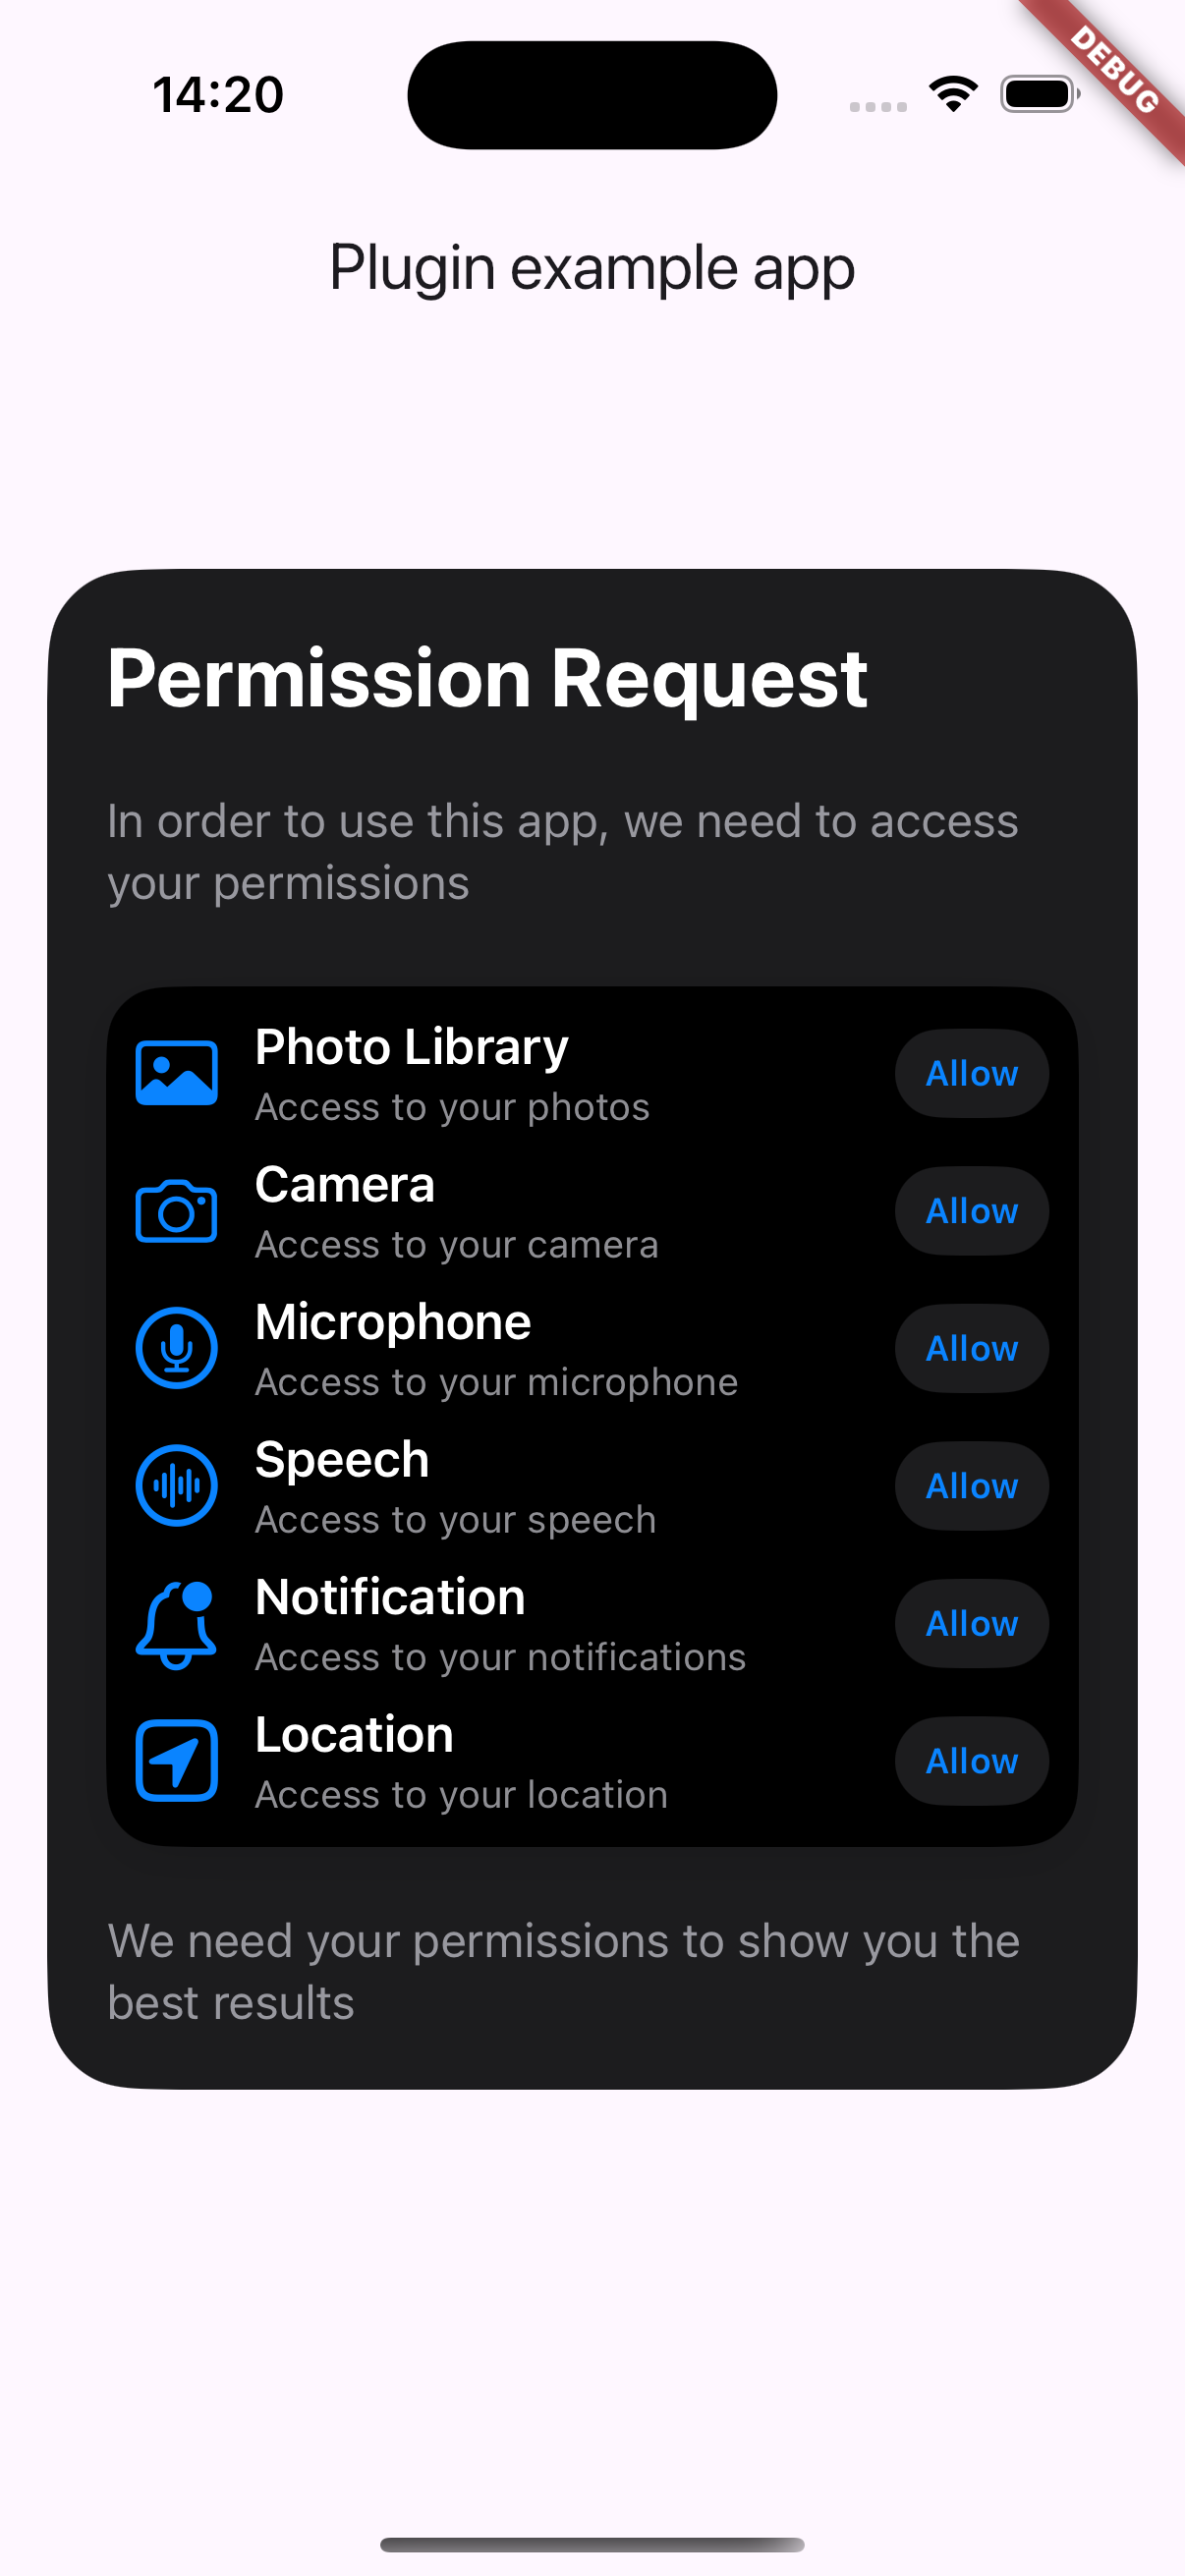 14:20
DEBUG
Plugin example app
Permission Request
In order to use this app, we need to access
your permissions
Photo Library
Access to your photos
Allow
Camera
Access to your camera
Allow
Microphone
Access to your microphone
Allow
Speech
Access to your speech
Allow
Notification
Access to your notifications
Allow
Location
Access to your location
Allow
We need your permissions to show you the
best results